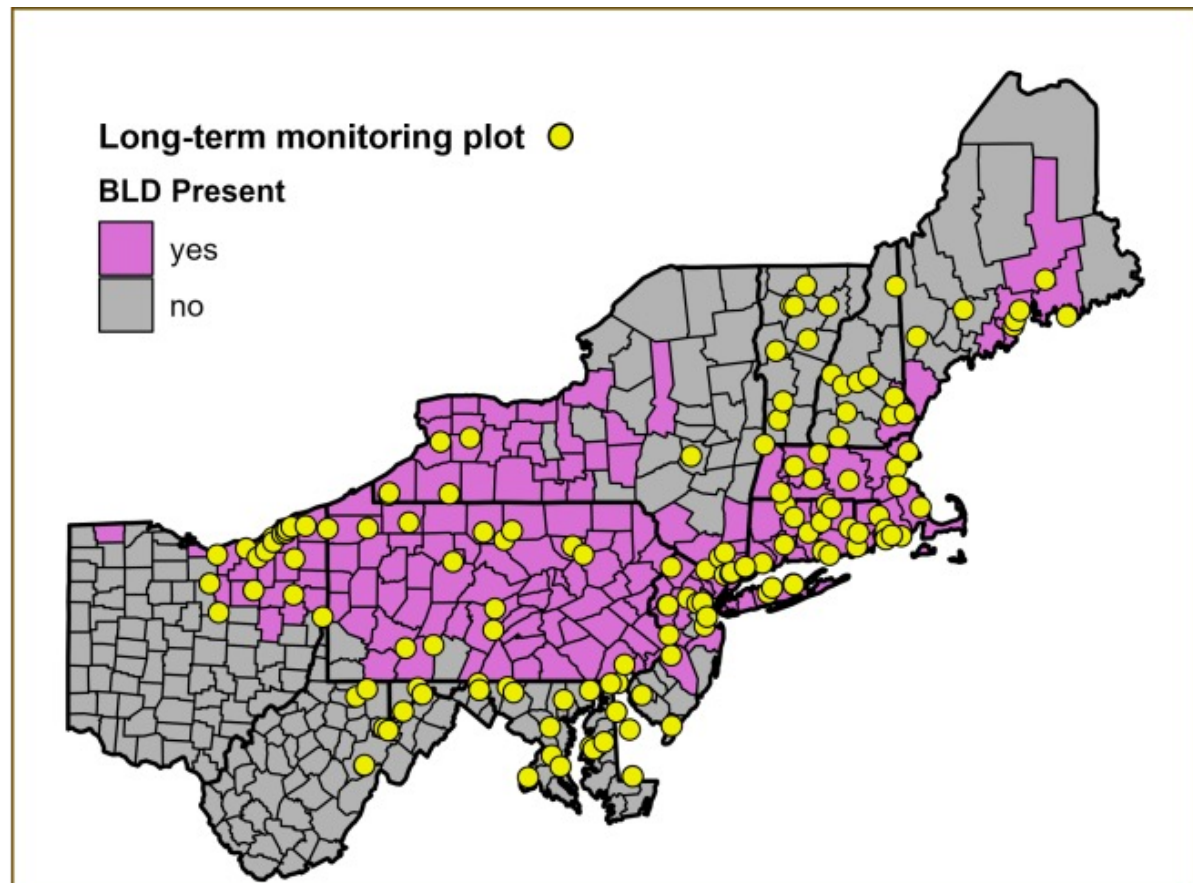 Long-term monitoring plot
BLD Present
yes
no